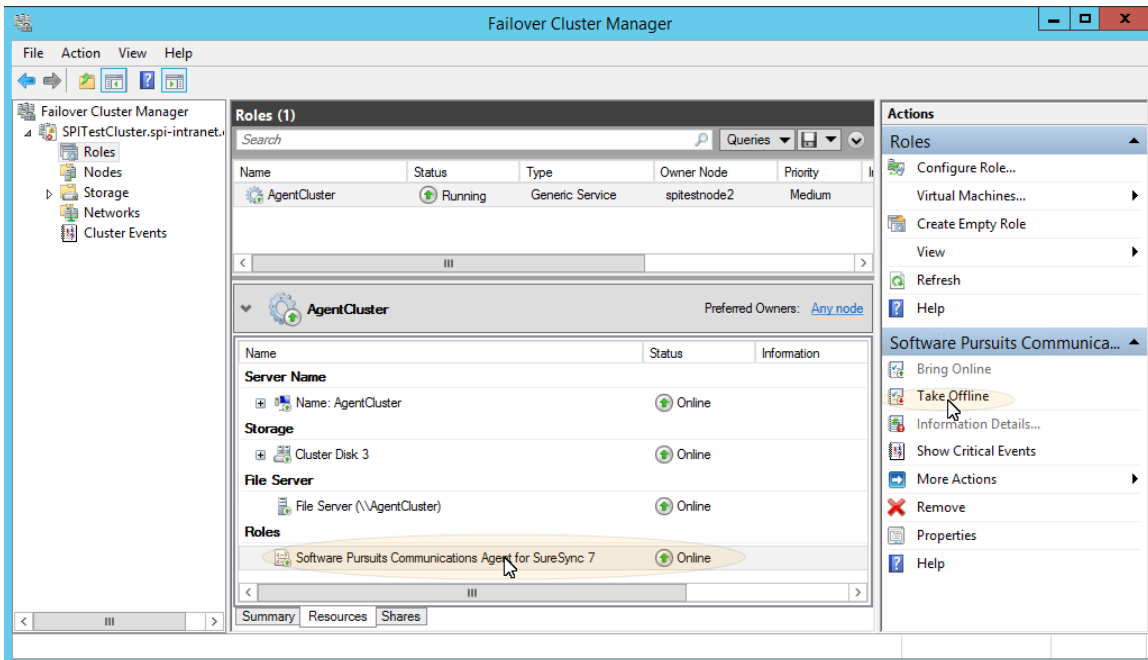 Failover Cluster Manager
File Action View Help
Failover Cluster Manager
SPITestCluster.spi-intranet.
Roles
Nodes
Storage
Networks
Cluster Events
Roles (1)
Search
Queries
Name Status Type Owner Node Priority
AgentCluster Running Generic Service spitestnode2 Medium
AgentCluster Preferred Owners: Any node
Name Status Information
Server Name
Name: AgentCluster Online
Storage
Cluster Disk 3 Online
File Server
File Server (\\AgentCluster) Online
Roles
Software Pursuits Communications Agent for SureSync 7 Online
Summary Resources Shares
Actions
Roles
Configure Role...
Virtual Machines...
Create Empty Role
View
Refresh
Help
Software Pursuits Communica...
Bring Online
Take Offline
Information Details...
Show Critical Events
More Actions
Remove
Properties
Help